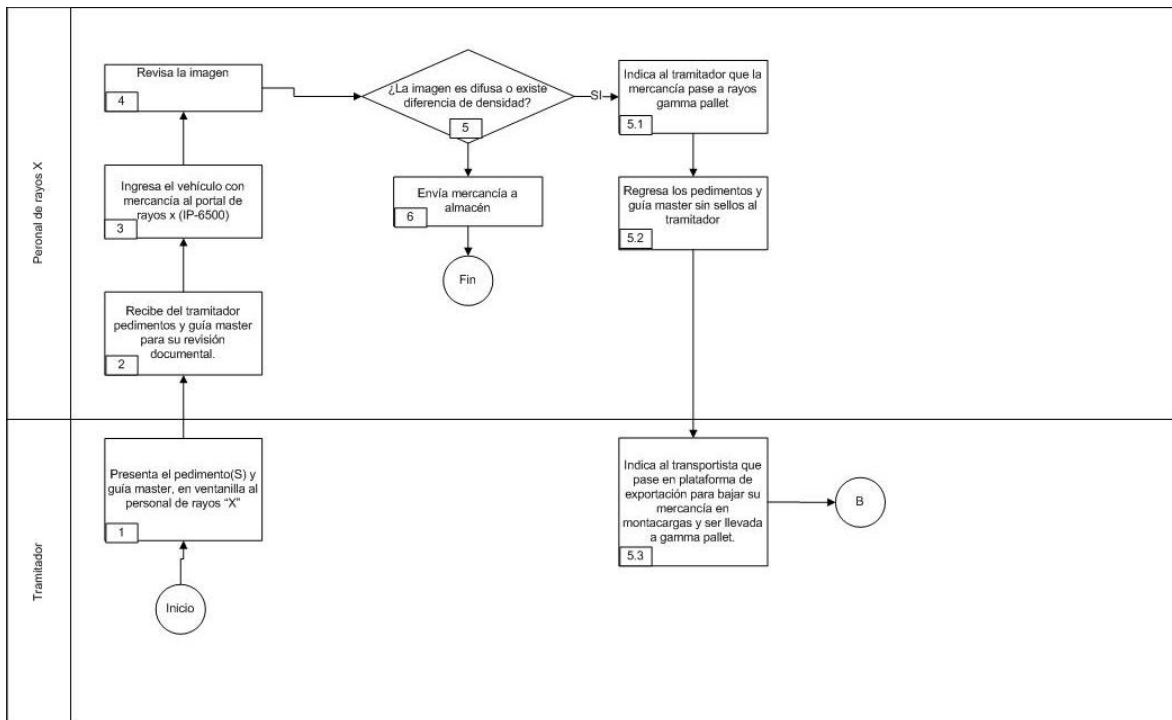 Peronal de rayos X
Revisa la imagen
4
¿La imagen es difusa o existe
diferencia de densidad?
5
SI
Indica al tramitador que la
mercancía pase a rayos
gamma pallet
5.1
Ingresa el vehículo con
mercancía al portal de
rayos x (IP-6500)
3
Envía mercancía a
almacén
6
Regresa los pedimentos y
guía master sin sellos al
tramitador
5.2
Fin
Recibe del tramitador
pedimentos y guía master
para su revisión
documental.
2
Tramitador
Presenta el pedimento(S) y
guía master, en ventanilla al
personal de rayos “X”
1
Indica al transportista que
pase en plataforma de
exportación para bajar su
mercancía en
montacargas y ser llevada
a gamma pallet.
5.3
B
Inicio